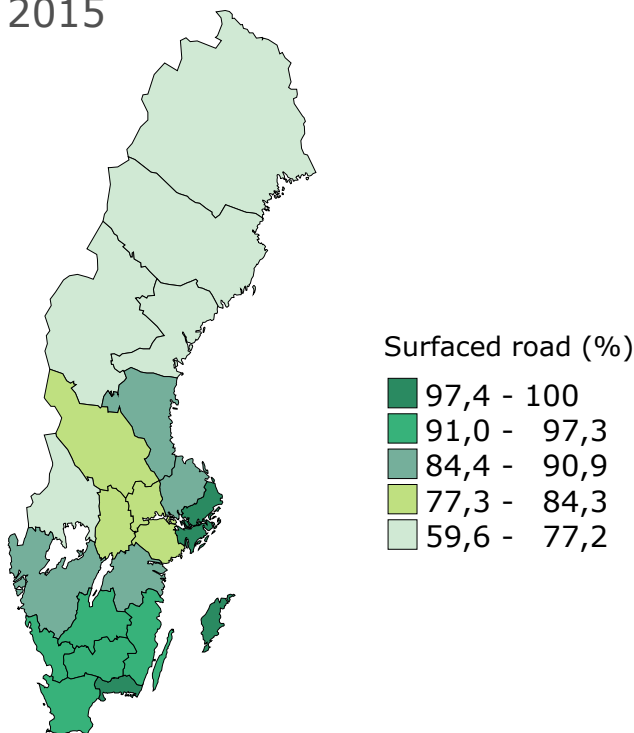 2015
Surfaced road (%)
97,4 - 100
91,0 - 97,3
84,4 - 90,9
77,3 - 84,3
59,6 - 77,2